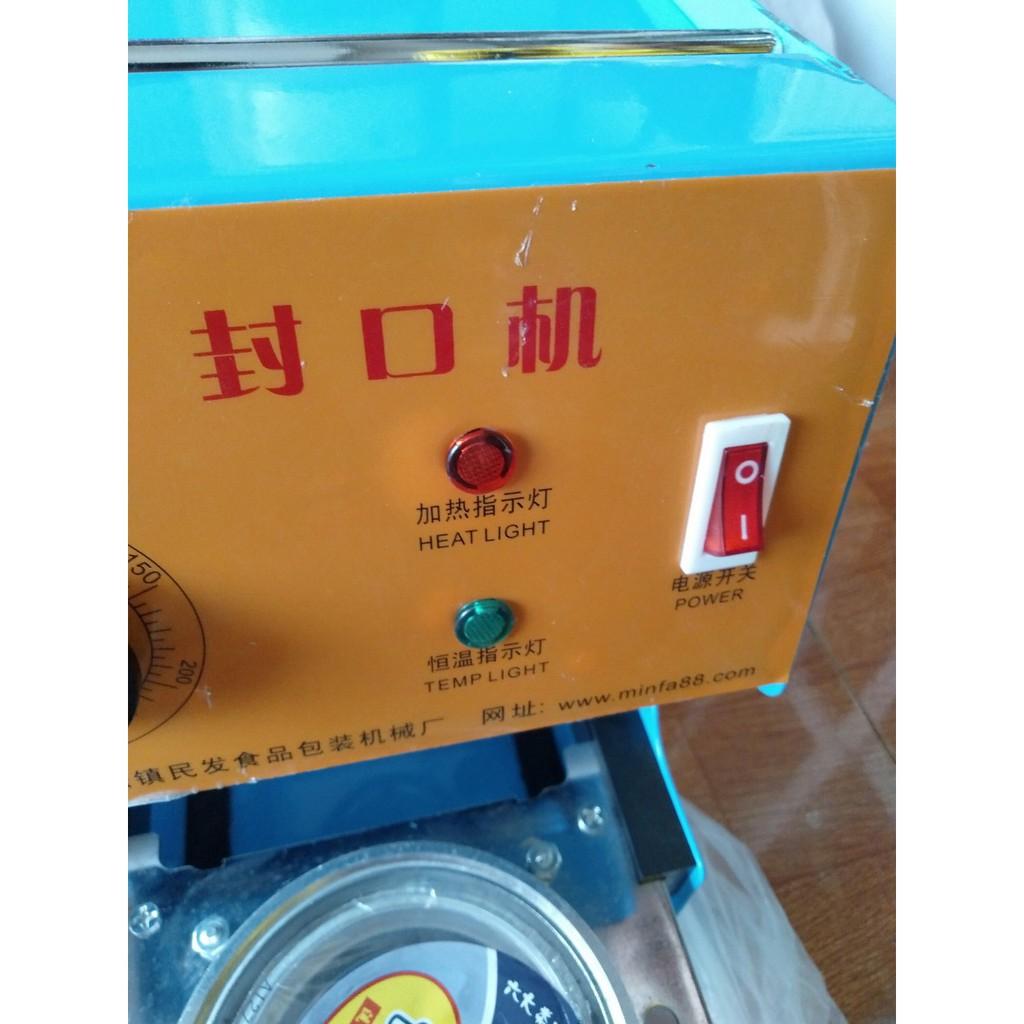 封口机
加热指示灯
HEAT LIGHT
电源开关
POWER
恒温指示灯
TEMP LIGHT
150
200
镇民发食品包装机械厂 网址: www.minfa88.com
六大